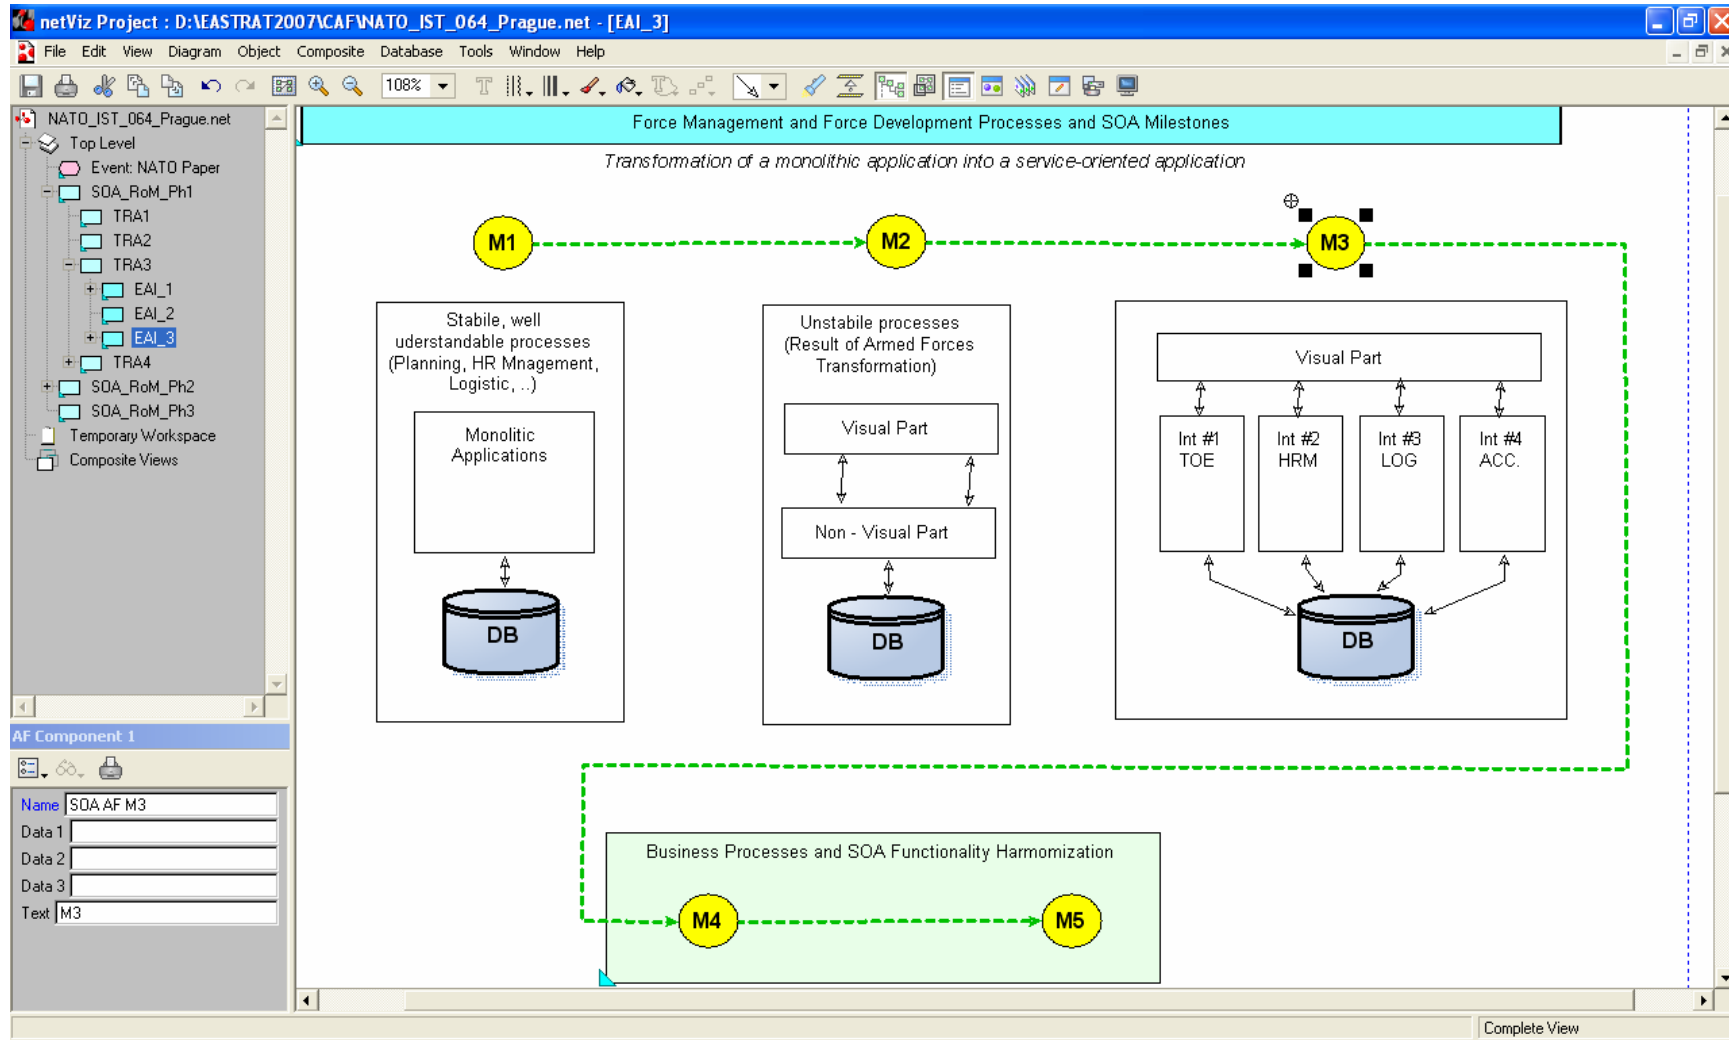 netViz Project : D:\EASTRAT2007\CAF\NATO_IST_064_Prague.net - [EAI_3]
File Edit View Diagram Object Composite Database Tools Window Help
108%
NATO_IST_064_Prague.net
Top Level
Event: NATO Paper
SOA_RoM_Ph1
TRA1
TRA2
TRA3
EAI_1
EAI_2
EAI_3
TRA4
SOA_RoM_Ph2
SOA_RoM_Ph3
Temporary Workspace
Composite Views
AF Component 1
Name SOA AF M3
Data 1
Data 2
Data 3
Text M3
Force Management and Force Development Processes and SOA Milestones
Transformation of a monolithic application into a service-oriented application
M1
M2
M3
Stabile, well
uderstandable processes
(Planning, HR Mnagement,
Logistic, ..)
Monolitic
Applications
DB
Unstabile processes
(Result of Armed Forces
Transformation)
Visual Part
Non - Visual Part
DB
Visual Part
Int #1
TOE
Int #2
HRM
Int #3
LOG
Int #4
ACC.
DB
Business Processes and SOA Functionality Harmomization
M4
M5
Complete View